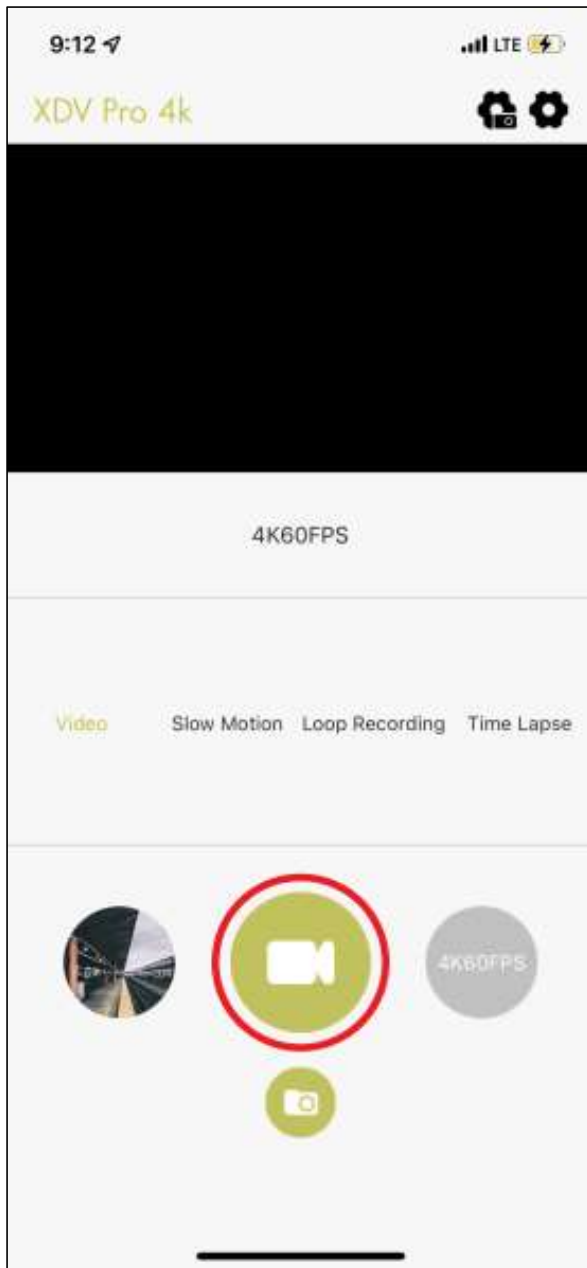 9:12 LTE
XDV Pro 4k
4K60FPS
Video Slow Motion Loop Recording Time Lapse
4K60FPS